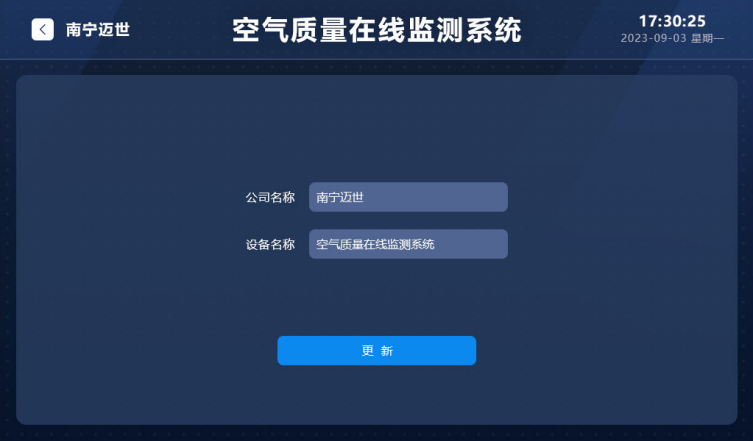 南宁迈世
空气质量在线监测系统
17:30:25
2023-09-03 星期一
公司名称 南宁迈世
设备名称 空气质量在线监测系统
更 新